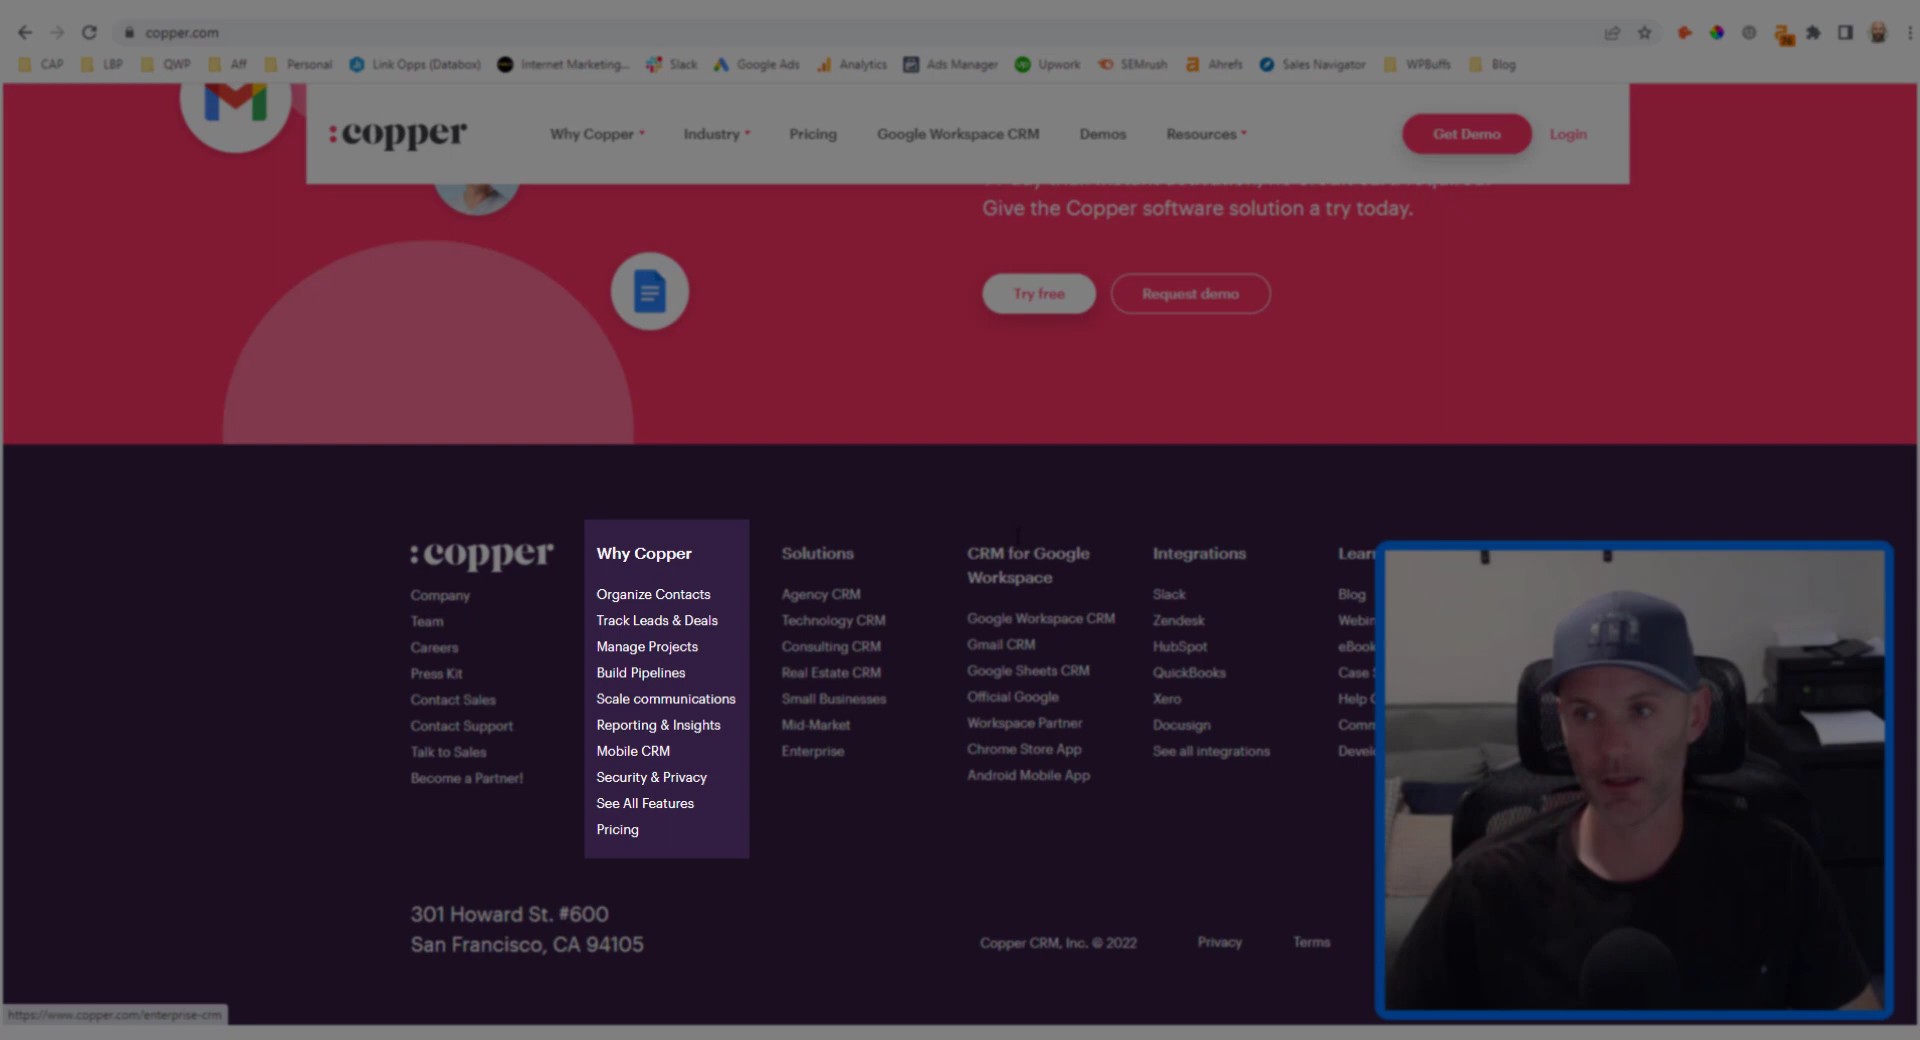 copper.com
CAP
LBP
QWP
Aff
Personal
Link Opps (Databox)
Internet Marketing...
Slack
Google Ads
Analytics
Ads Manager
Upwork
SEMrush
Ahrefs
Sales Navigator
WPBuffs
Blog
:copper
Why Copper
Industry
Pricing
Google Workspace CRM
Demos
Resources
Get Demo
Login
Give the Copper software solution a try today.
Try free
Request demo
:copper
Company
Team
Careers
Press Kit
Contact Sales
Contact Support
Talk to Sales
Become a Partner!
Why Copper
Organize Contacts
Track Leads & Deals
Manage Projects
Build Pipelines
Scale communications
Reporting & Insights
Mobile CRM
Security & Privacy
See All Features
Pricing
Solutions
Agency CRM
Technology CRM
Consulting CRM
Real Estate CRM
Small Businesses
Mid-Market
Enterprise
CRM for Google
Workspace
Google Workspace CRM
Gmail CRM
Google Sheets CRM
Official Google
Workspace Partner
Chrome Store App
Android Mobile App
Integrations
Slack
Zendesk
HubSpot
QuickBooks
Xero
Docusign
See all integrations
Blog
Case
Help
301 Howard St. #600
San Francisco, CA 94105
Copper CRM, Inc. © 2022
Privacy
Terms
https://www.copper.com/enterprise-crm